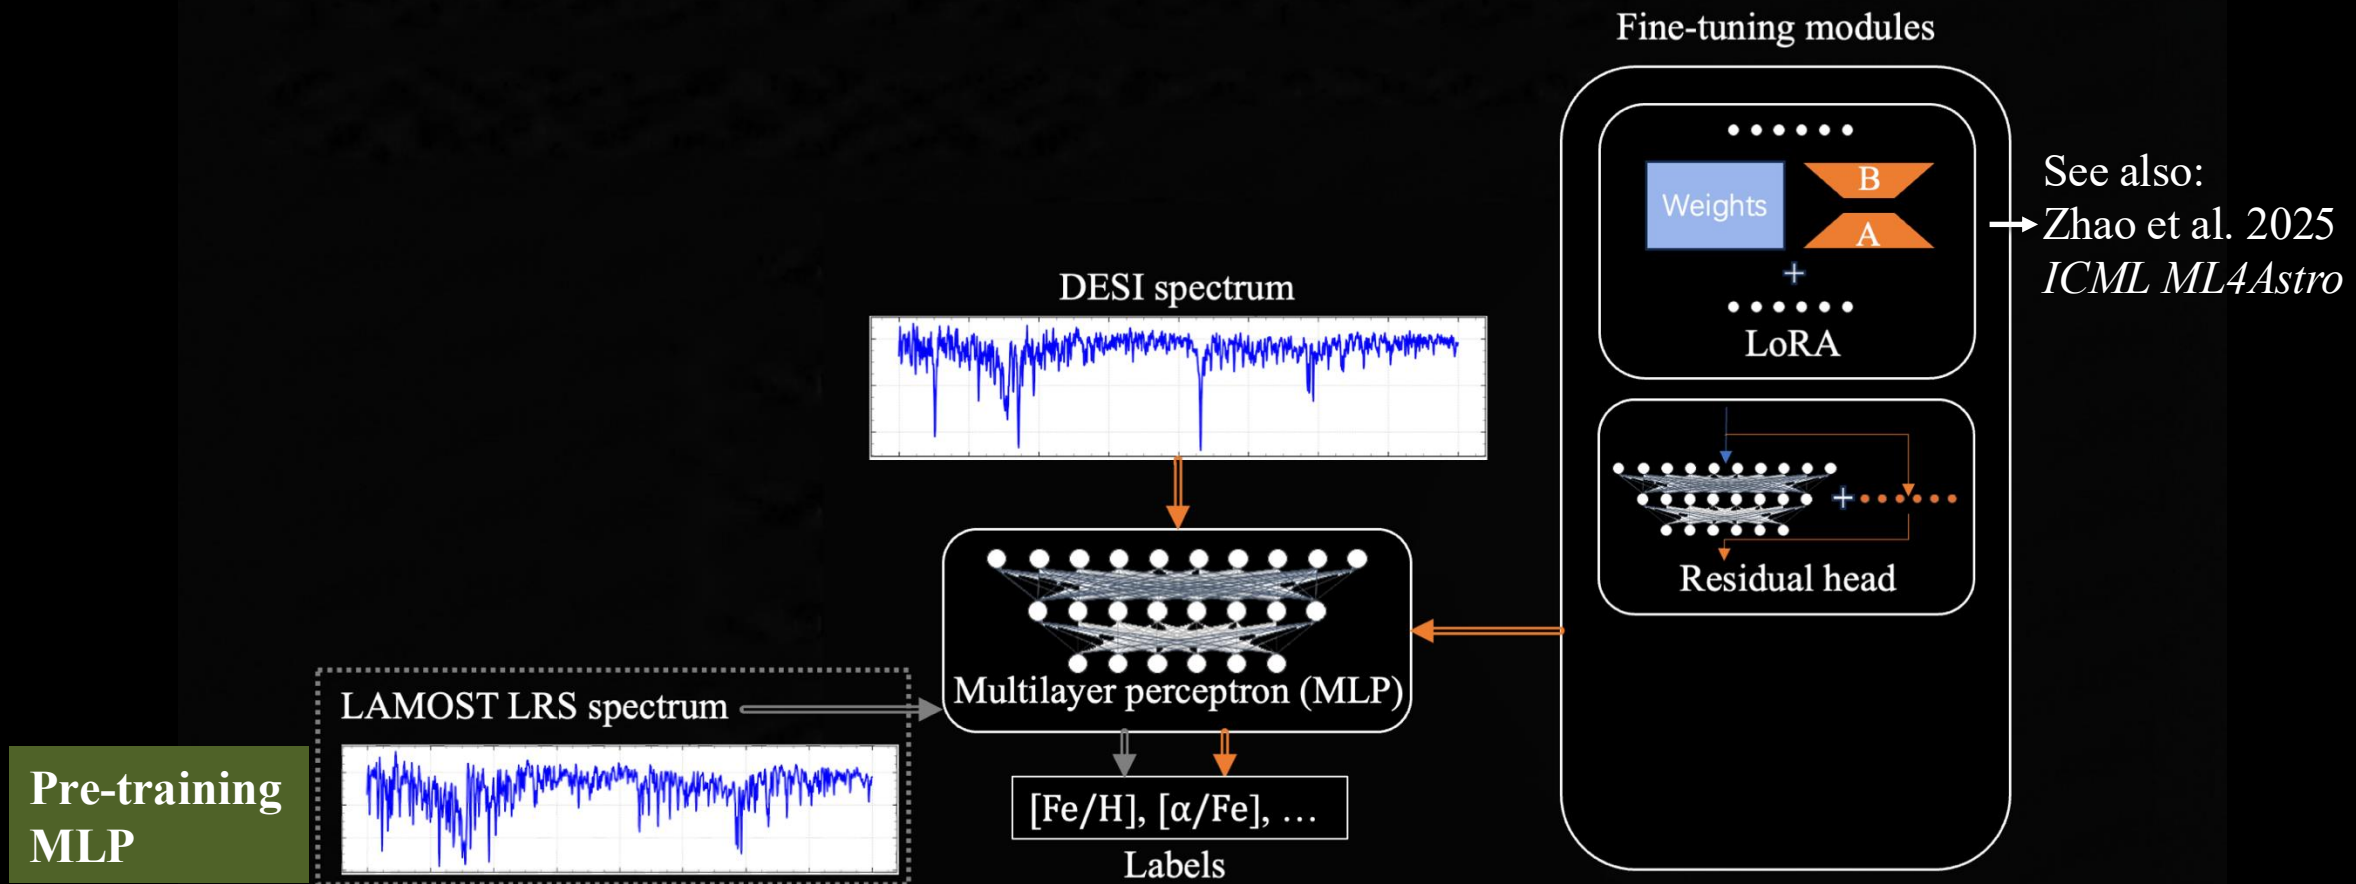 Fine-tuning modules
Weights
B
A
+
LoRA
See also:
Zhao et al. 2025
ICML ML4Astro
DESI spectrum
+
Residual head
Multilayer perceptron (MLP)
LAMOST LRS spectrum
Pre-training
MLP
[Fe/H], [α/Fe], …
Labels